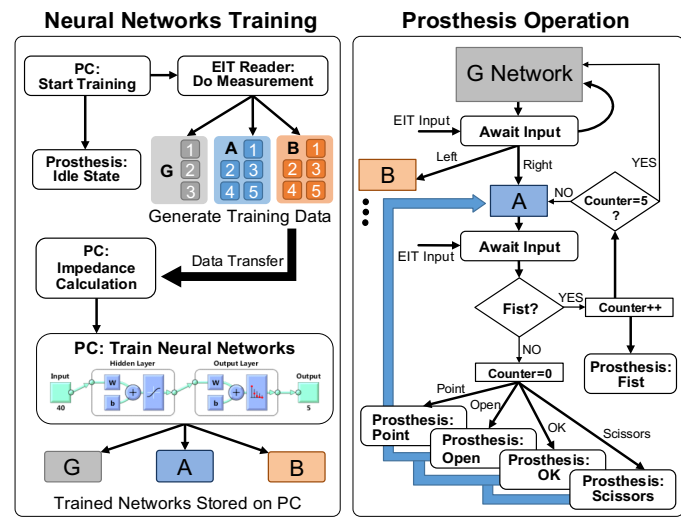 Neural Networks Training
PC:
Start Training
EIT Reader:
Do Measurement
Prosthesis:
Idle State
G
1
2
3
A
1
2
3
4
5
B
1
2
3
4
5
Generate Training Data
PC:
Impedance
Calculation
Data Transfer
PC: Train Neural Networks
Hidden Layer
Output Layer
Input
Output
W
b
+
W
b
+
40
5
G
A
B
Trained Networks Stored on PC
Prosthesis Operation
G Network
EIT Input
Await Input
Left
Right
YES
B
A
NO
Counter=5
?
Await Input
EIT Input
Fist?
YES
Counter++
NO
Counter=0
Prosthesis:
Fist
Point
Open
OK
Scissors
Prosthesis:
Point
Prosthesis:
Open
Prosthesis:
OK
Prosthesis:
Scissors